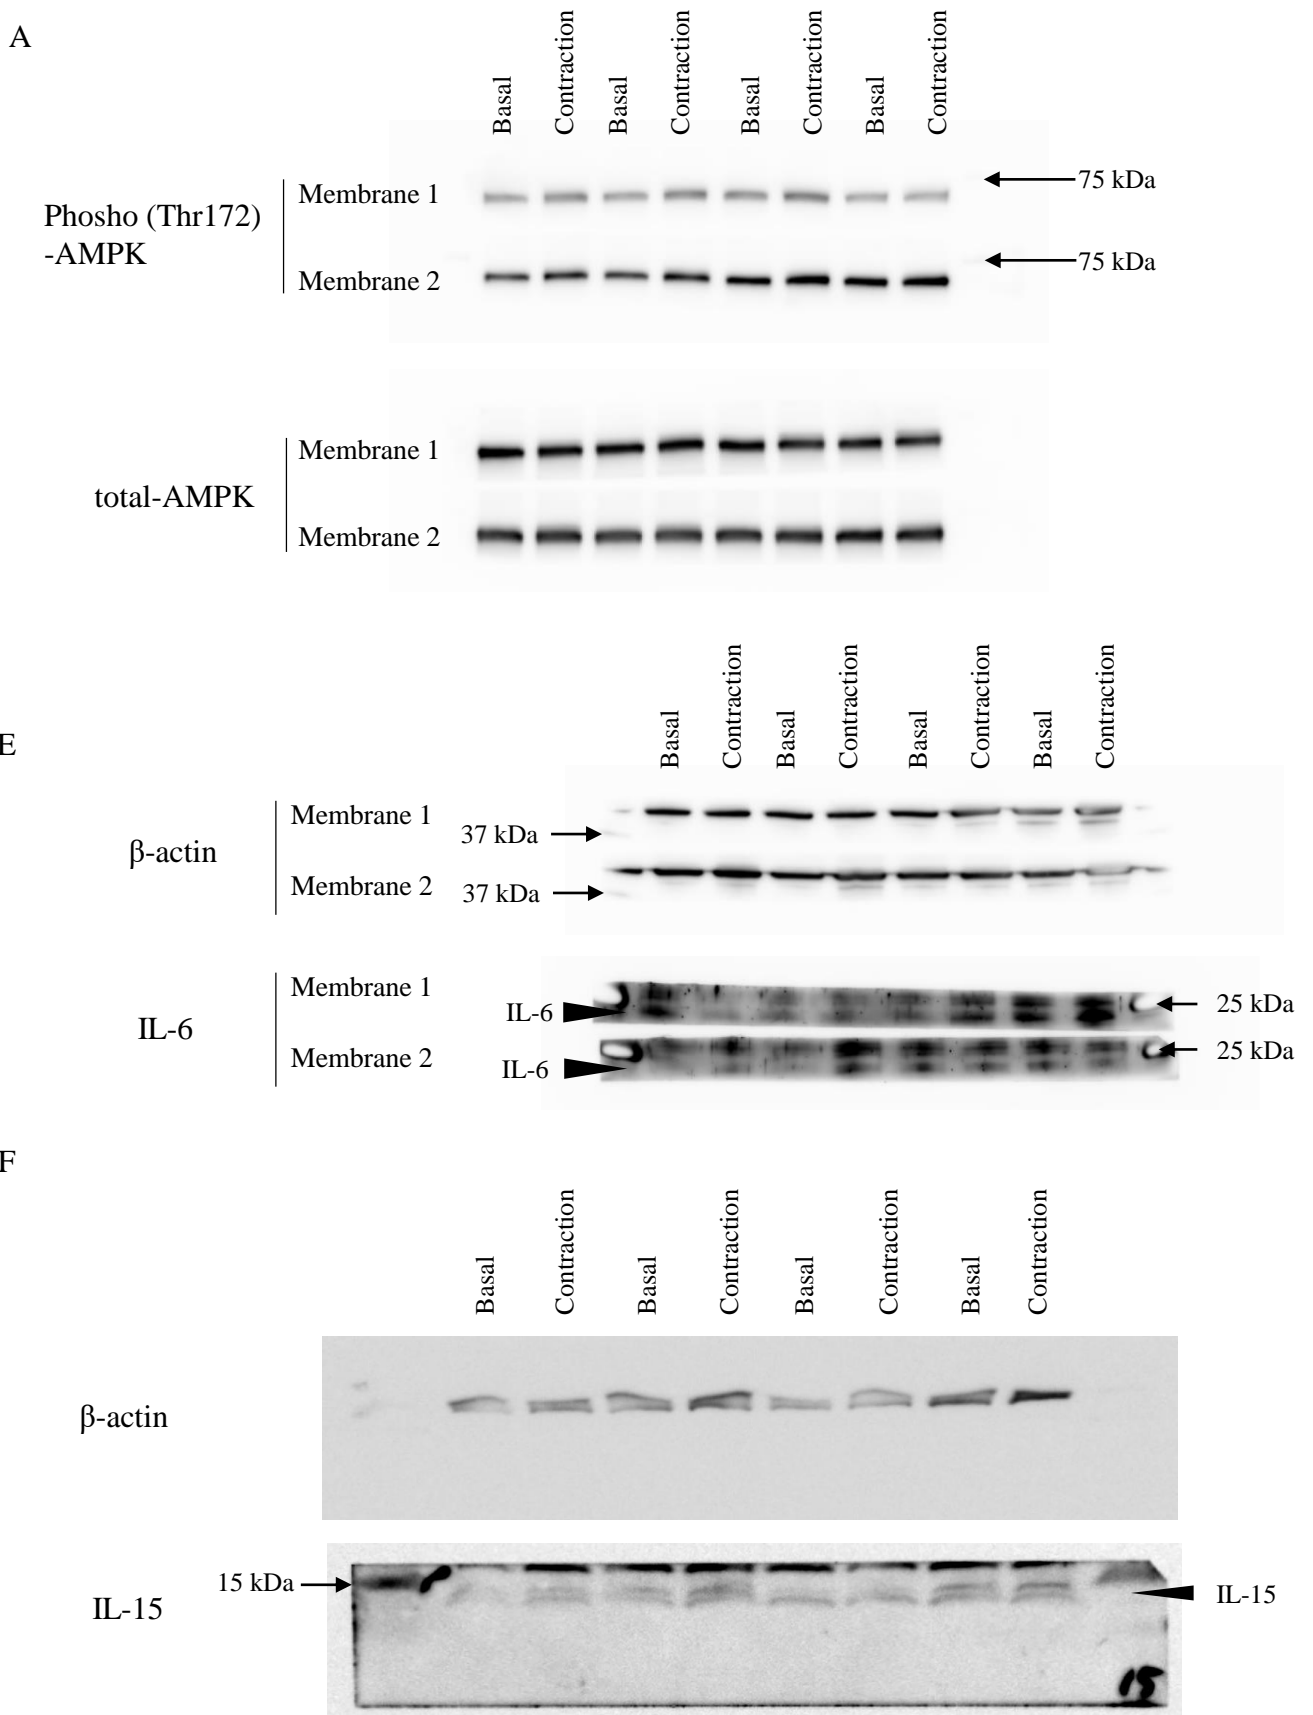 A
Basal
Contraction
Basal
Contraction
Basal
Contraction
Basal
Contraction
Phosho (Thr172)
-AMPK
Membrane 1
75 kDa
Membrane 2
75 kDa
total-AMPK
Membrane 1
Membrane 2
E
Basal
Contraction
Basal
Contraction
Basal
Contraction
Basal
Contraction
β-actin
Membrane 1
37 kDa
Membrane 2
37 kDa
IL-6
Membrane 1
IL-6
25 kDa
Membrane 2
IL-6
25 kDa
F
Basal
Contraction
Basal
Contraction
Basal
Contraction
Basal
Contraction
β-actin
15 kDa
IL-15
IL-15
15